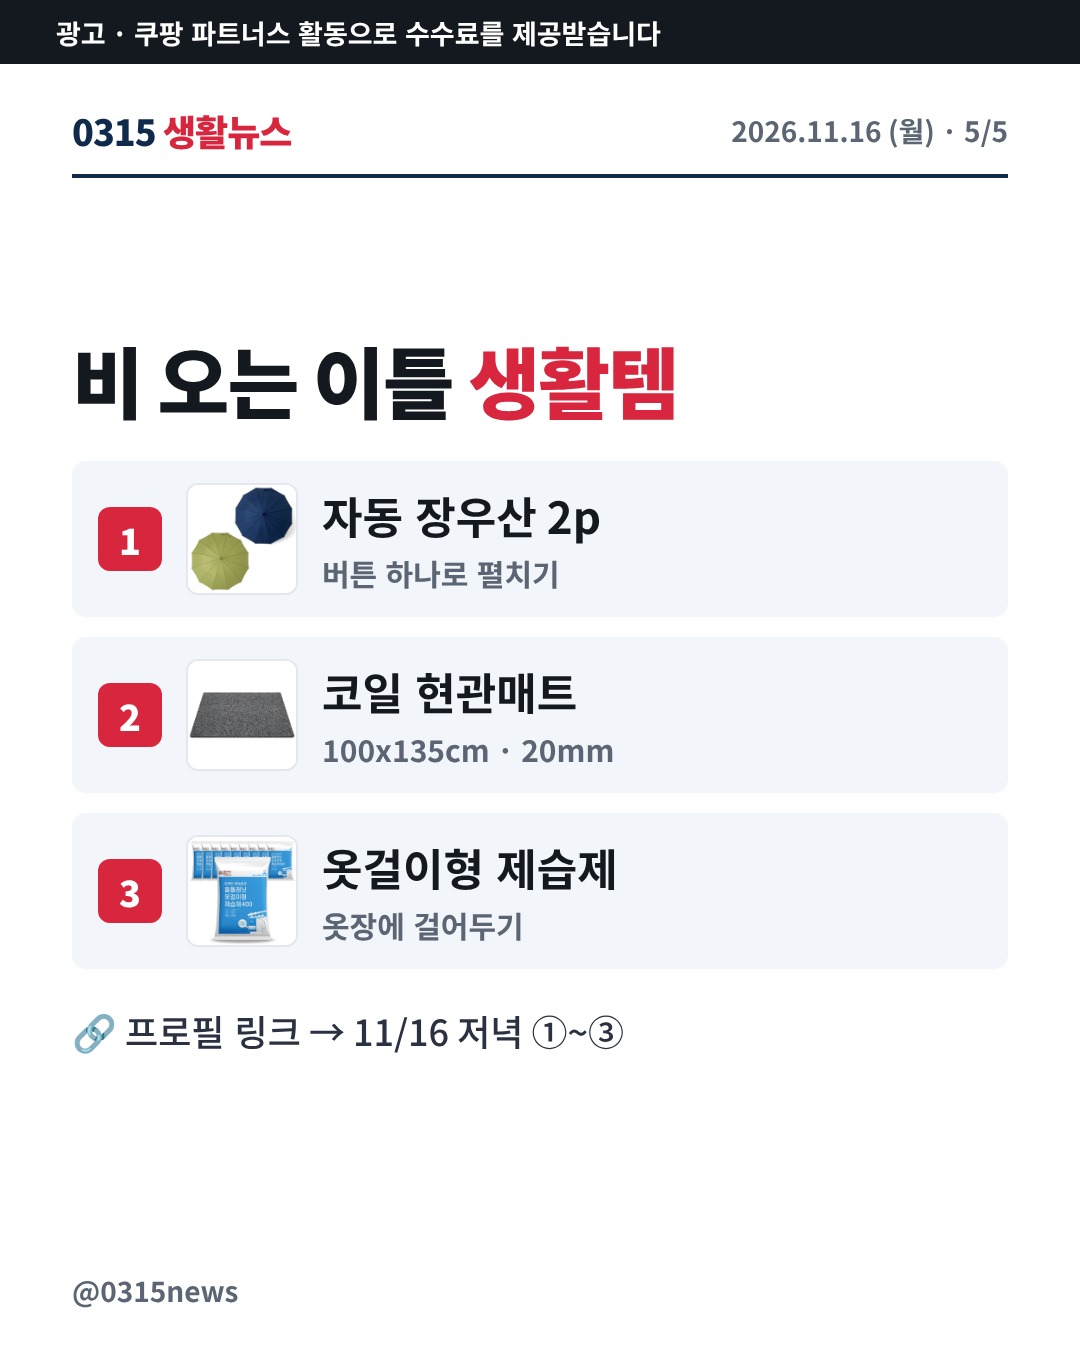 광고 · 쿠팡 파트너스 활동으로 수수료를 제공받습니다
0315 생활뉴스
2026.11.16 (월) · 5/5
비 오는 이틀 생활템
1
자동 장우산 2p
버튼 하나로 펼치기
2
코일 현관매트
100x135cm · 20mm
3
옷걸이형 제습제
옷장에 걸어두기
🔗 프로필 링크 → 11/16 저녁 ①~③
@0315news